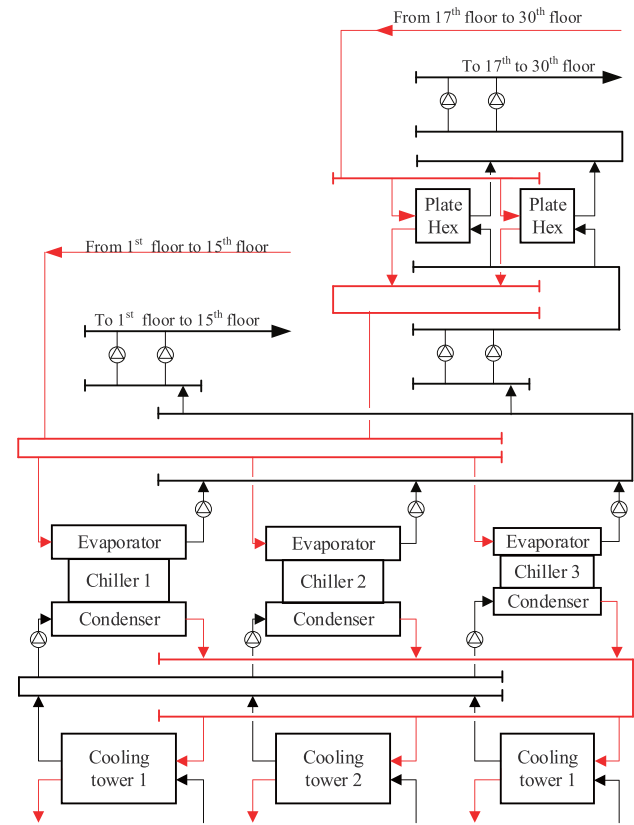 From 17th floor to 30th floor
To 17th to 30th floor
Plate
Hex
Plate
Hex
From 1st floor to 15th floor
To 1st floor to 15th floor
Evaporator
Chiller 1
Condenser
Evaporator
Chiller 2
Condenser
Evaporator
Chiller 3
Condenser
Cooling
tower 1
Cooling
tower 2
Cooling
tower 1